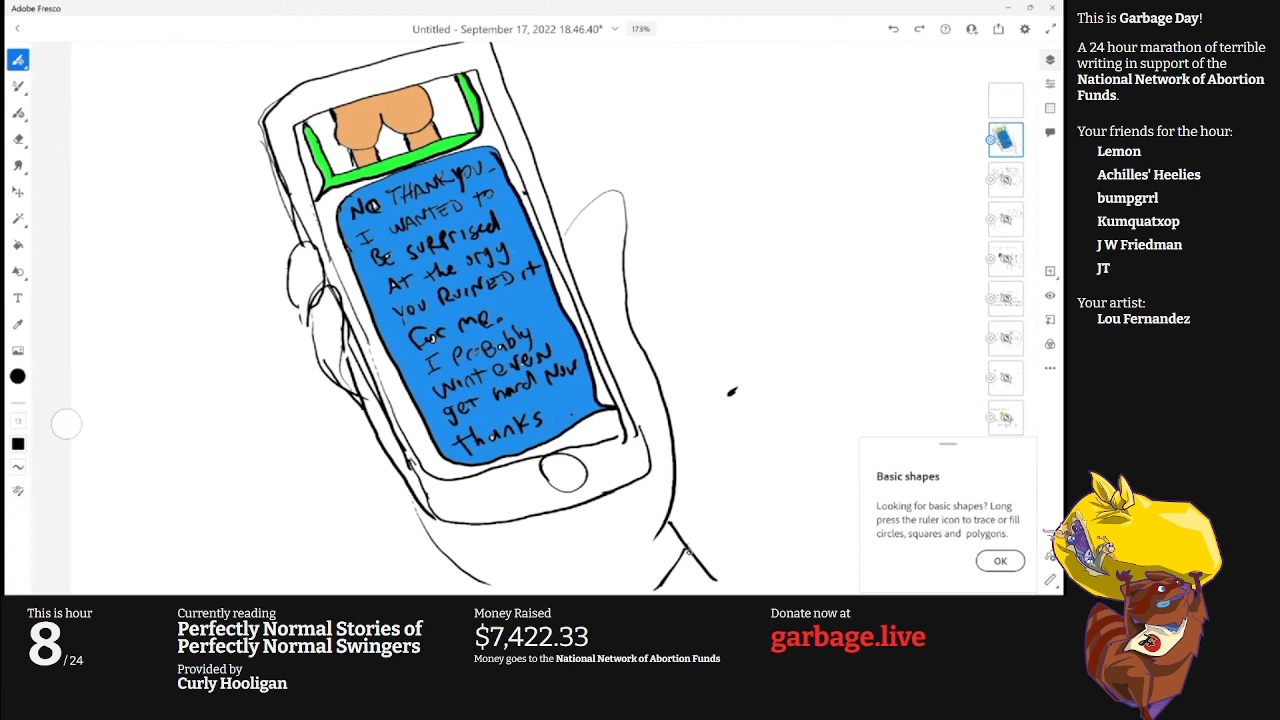 Adobe Fresco
Untitled - September 17, 2022 18.46.40*
173%
This is Garbage Day!
A 24 hour marathon of terrible
writing in support of the
National Network of Abortion
Funds.
Your friends for the hour:
Lemon
Achilles' Heelies
bumpgrrl
Kumquatxop
J W Friedman
JT
Your artist:
Lou Fernandez
NO THANK YOU -
I WANTED TO
Be surprised
At the orgy
you RUINED it
For me.
I Probably
wont even
get hard Now
thanks
13
Basic shapes
Looking for basic shapes? Long
press the ruler icon to trace or fill
circles, squares and polygons.
OK
This is hour
8/24
Currently reading
Perfectly Normal Stories of
Perfectly Normal Swingers
Provided by
Curly Hooligan
Money Raised
$7,422.33
Money goes to the National Network of Abortion Funds
Donate now at
garbage.live